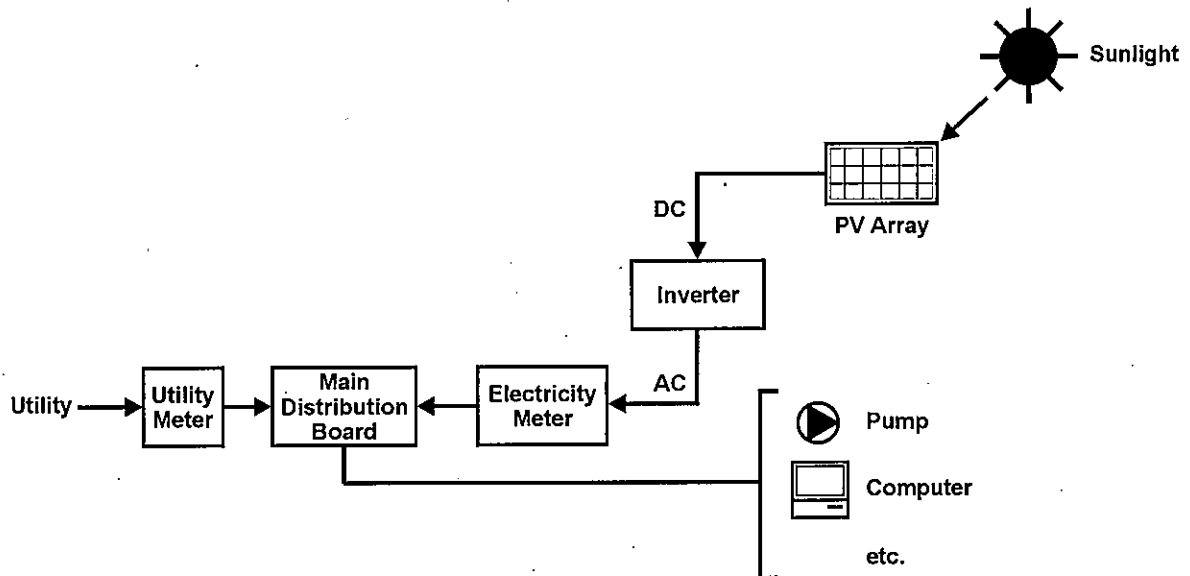 Sunlight
PV Array
DC
Inverter
AC
Utility
Utility
Meter
Main
Distribution
Board
Electricity
Meter
Pump
Computer
etc.